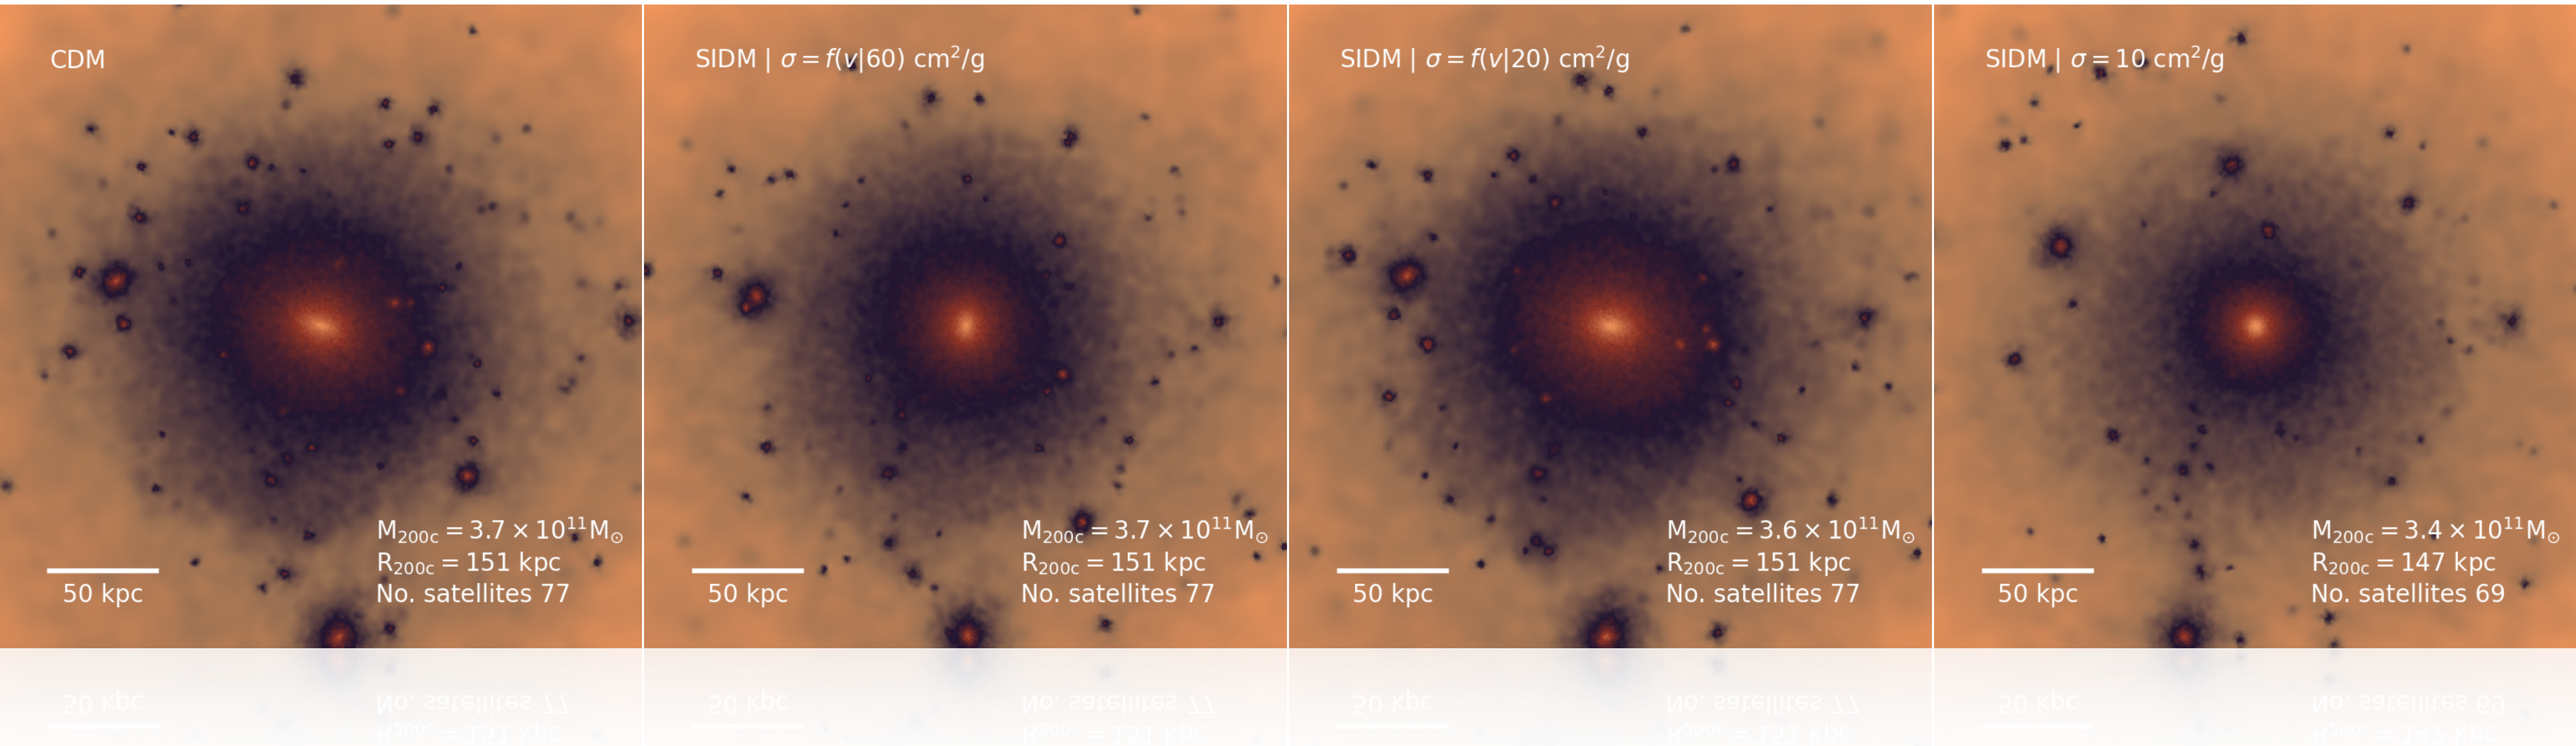 CDM
50 kpc
M₂₀₀c = 3.7 × 10¹¹M☉
R₂₀₀c = 151 kpc
No. satellites 77
SIDM | σ = f(v|60) cm²/g
50 kpc
M₂₀₀c = 3.7 × 10¹¹M☉
R₂₀₀c = 151 kpc
No. satellites 77
SIDM | σ = f(v|20) cm²/g
50 kpc
M₂₀₀c = 3.6 × 10¹¹M☉
R₂₀₀c = 151 kpc
No. satellites 77
SIDM | σ = 10 cm²/g
50 kpc
M₂₀₀c = 3.4 × 10¹¹M☉
R₂₀₀c = 147 kpc
No. satellites 69